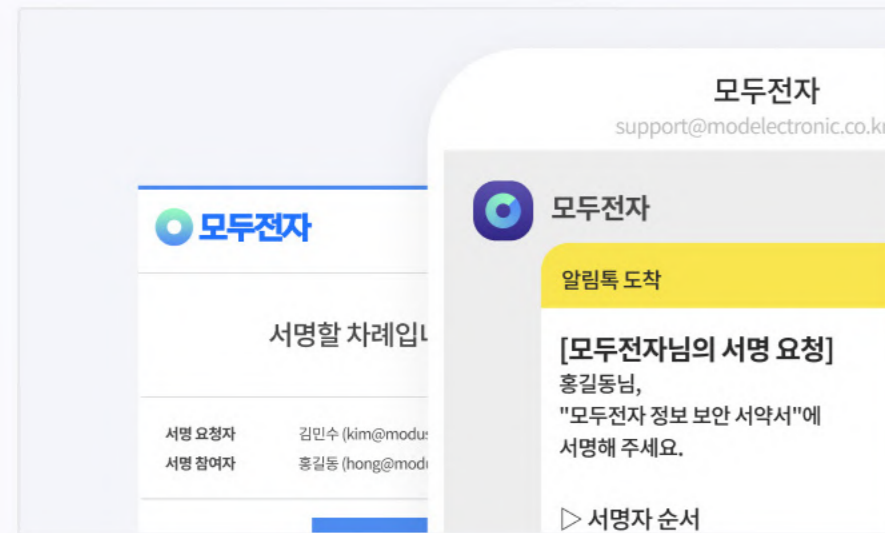 모두전자
서명할 차례입니
서명 요청자 김민수 (kim@modus
서명 참여자 홍길동 (hong@modu
모두전자
support@modelectronic.co.kr
모두전자
알림톡 도착
[모두전자님의 서명 요청]
홍길동님,
"모두전자 정보 보안 서약서"에
서명해 주세요.
▷ 서명자 순서